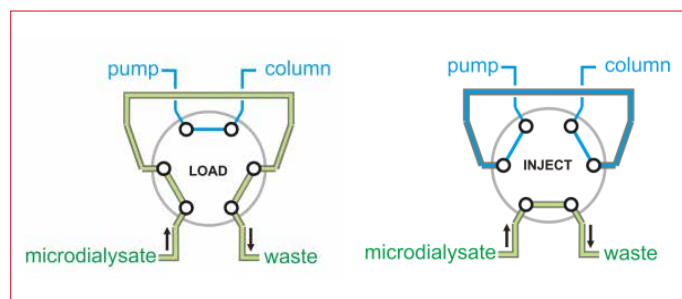 pump column
LOAD
microdialysate waste
pump column
INJECT
microdialysate waste